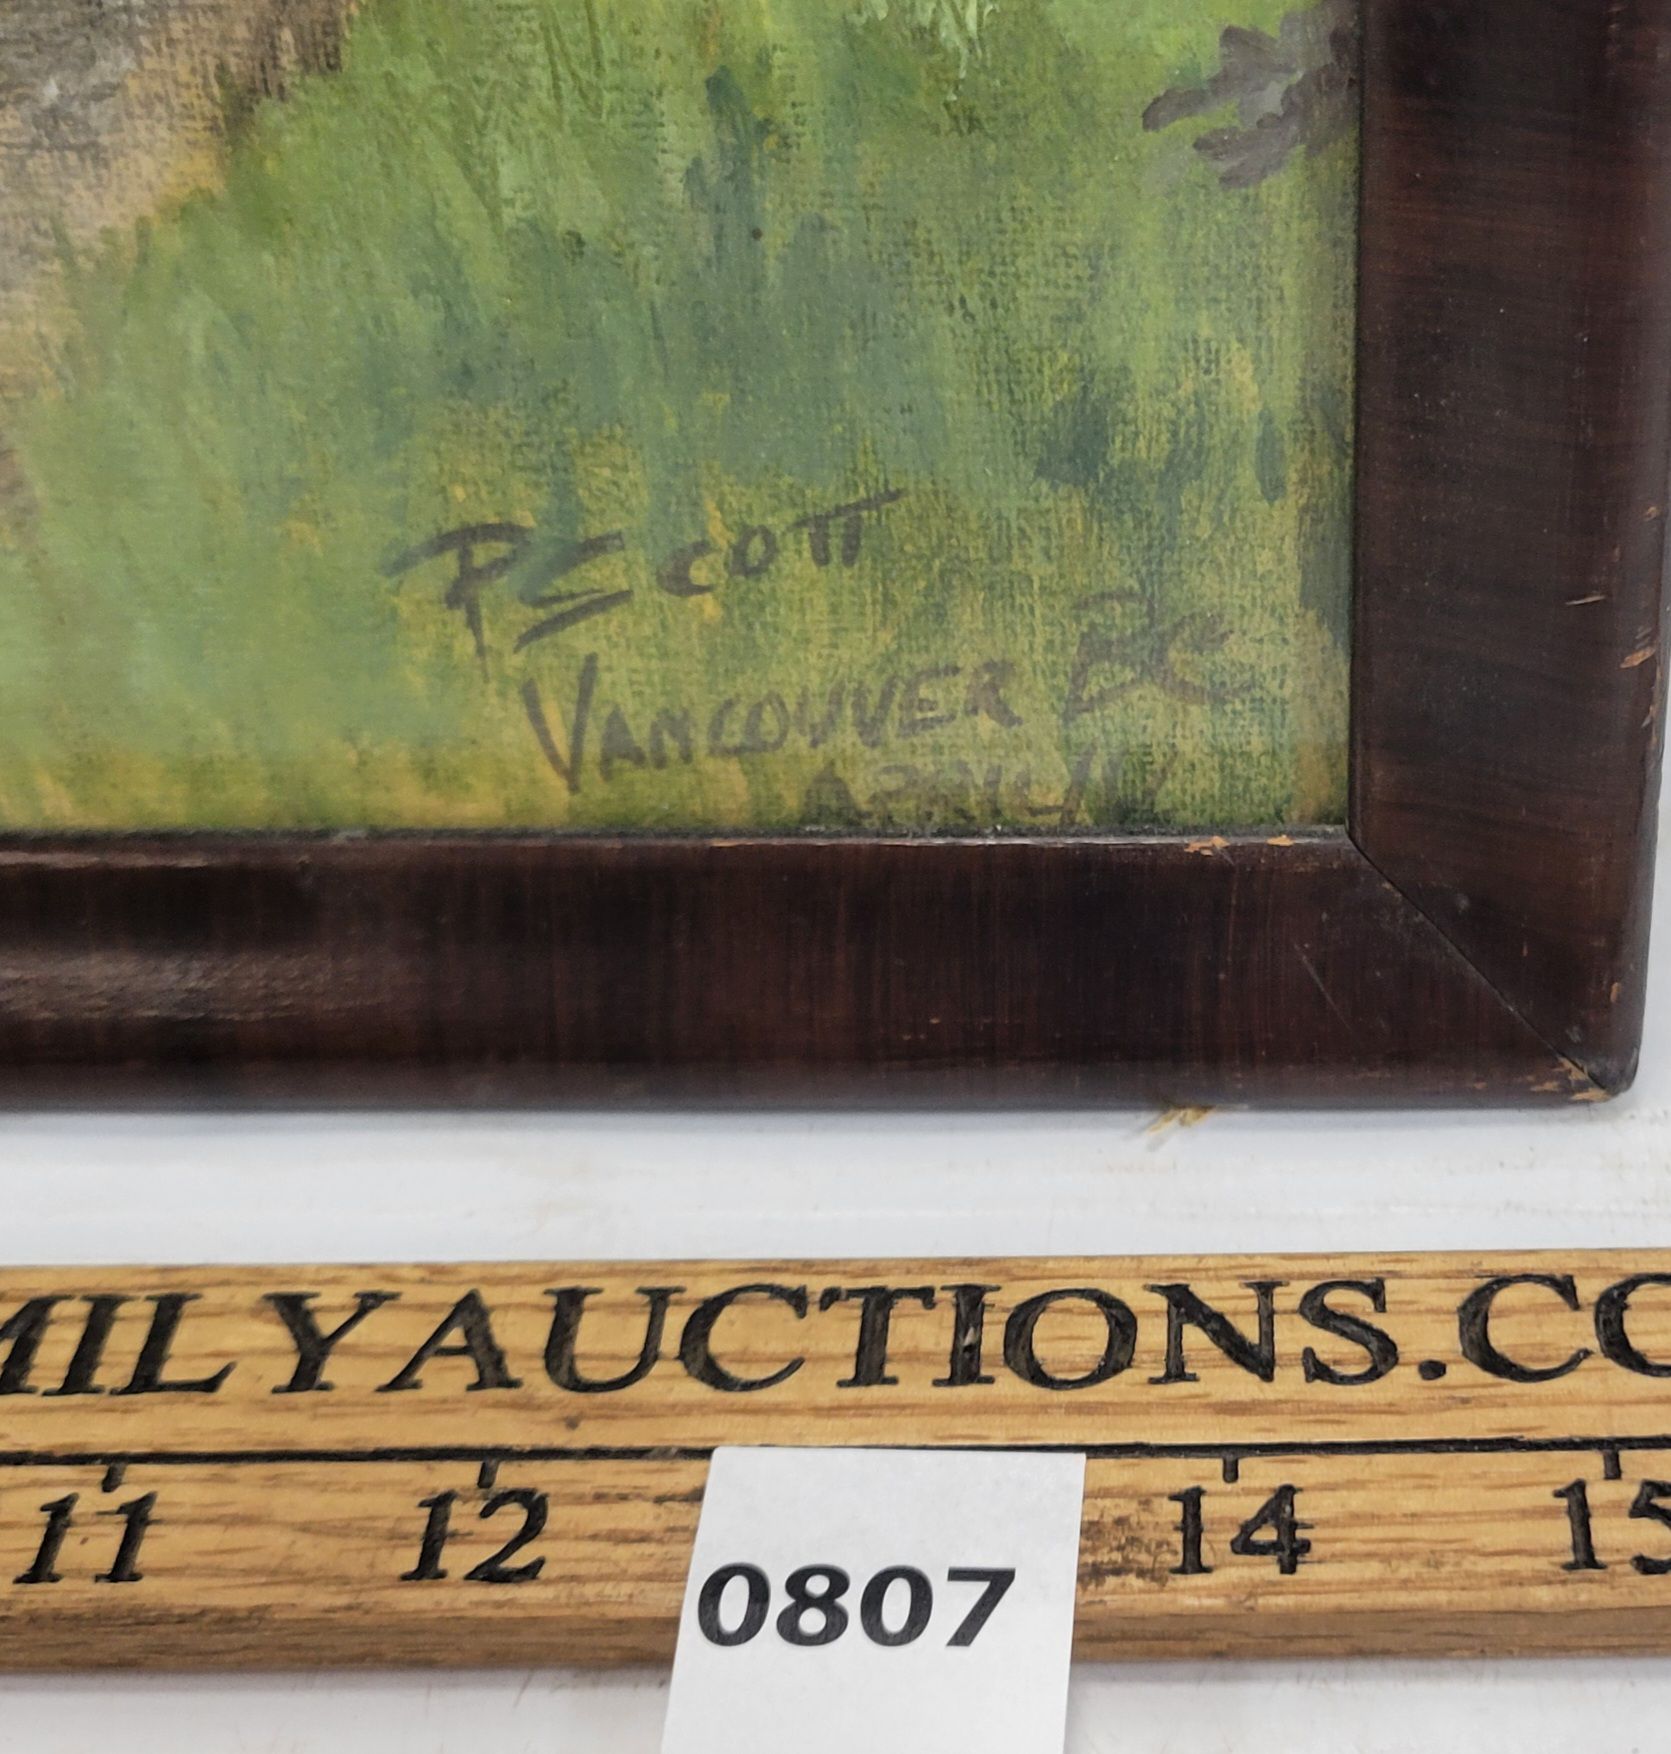 P Scott
VANCOUVER BC
MILYAUCTIONS.CO
11 12 14 15
0807